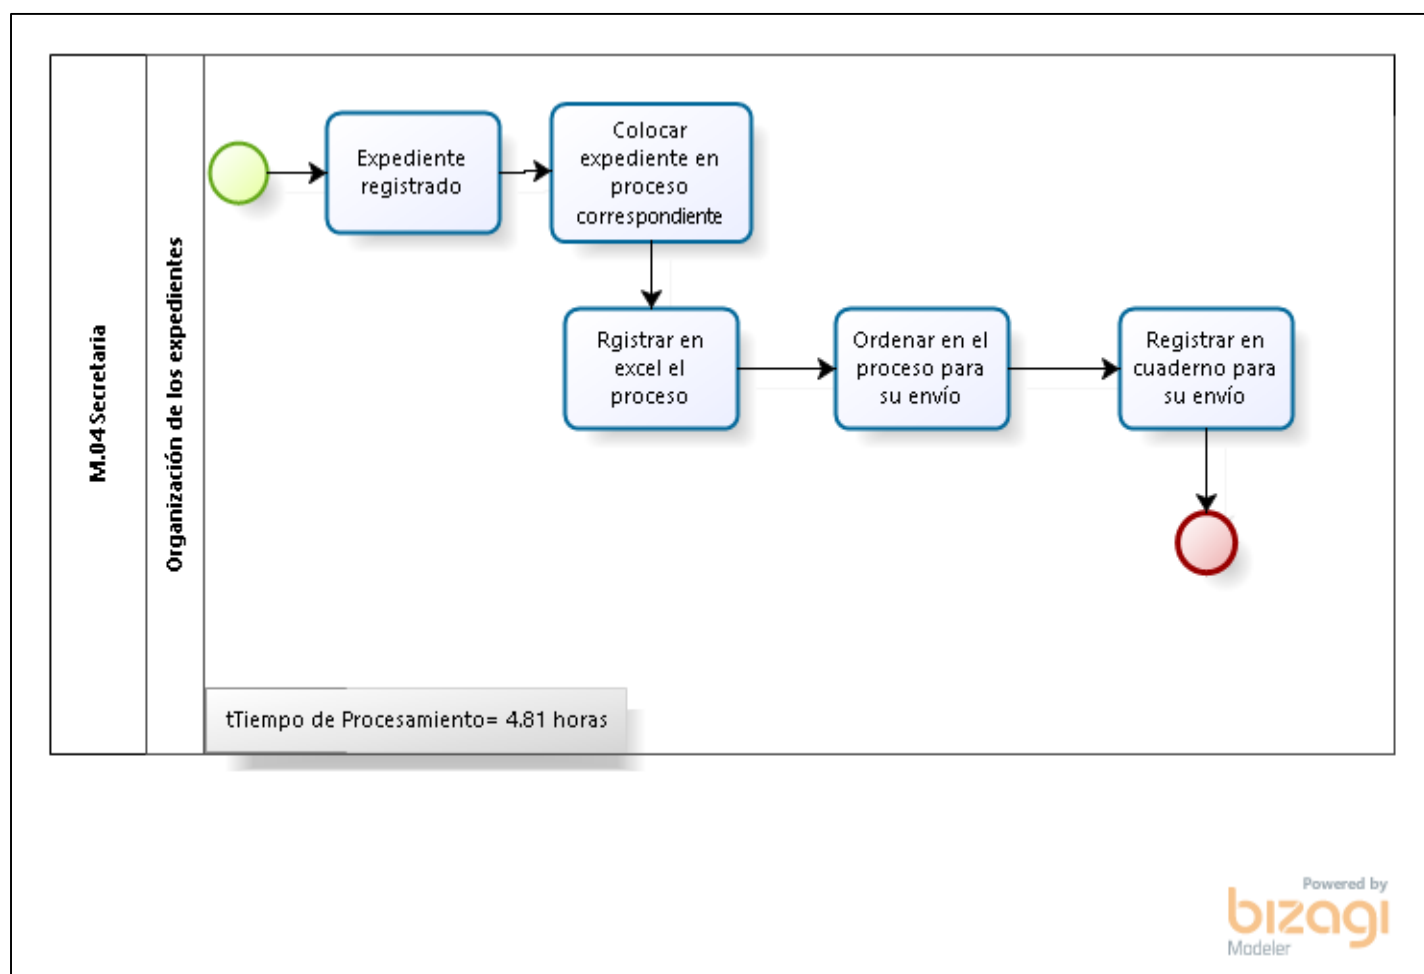 M.04 Secretaria
Organización de los expedientes
Expediente
registrado
Colocar
expediente en
proceso
correspondiente
Rgistrar en
excel el
proceso
Ordenar en el
proceso para
su envío
Registrar en
cuaderno para
su envío
tTiempo de Procesamiento= 4.81 horas
Powered by
bizagi
Modeler